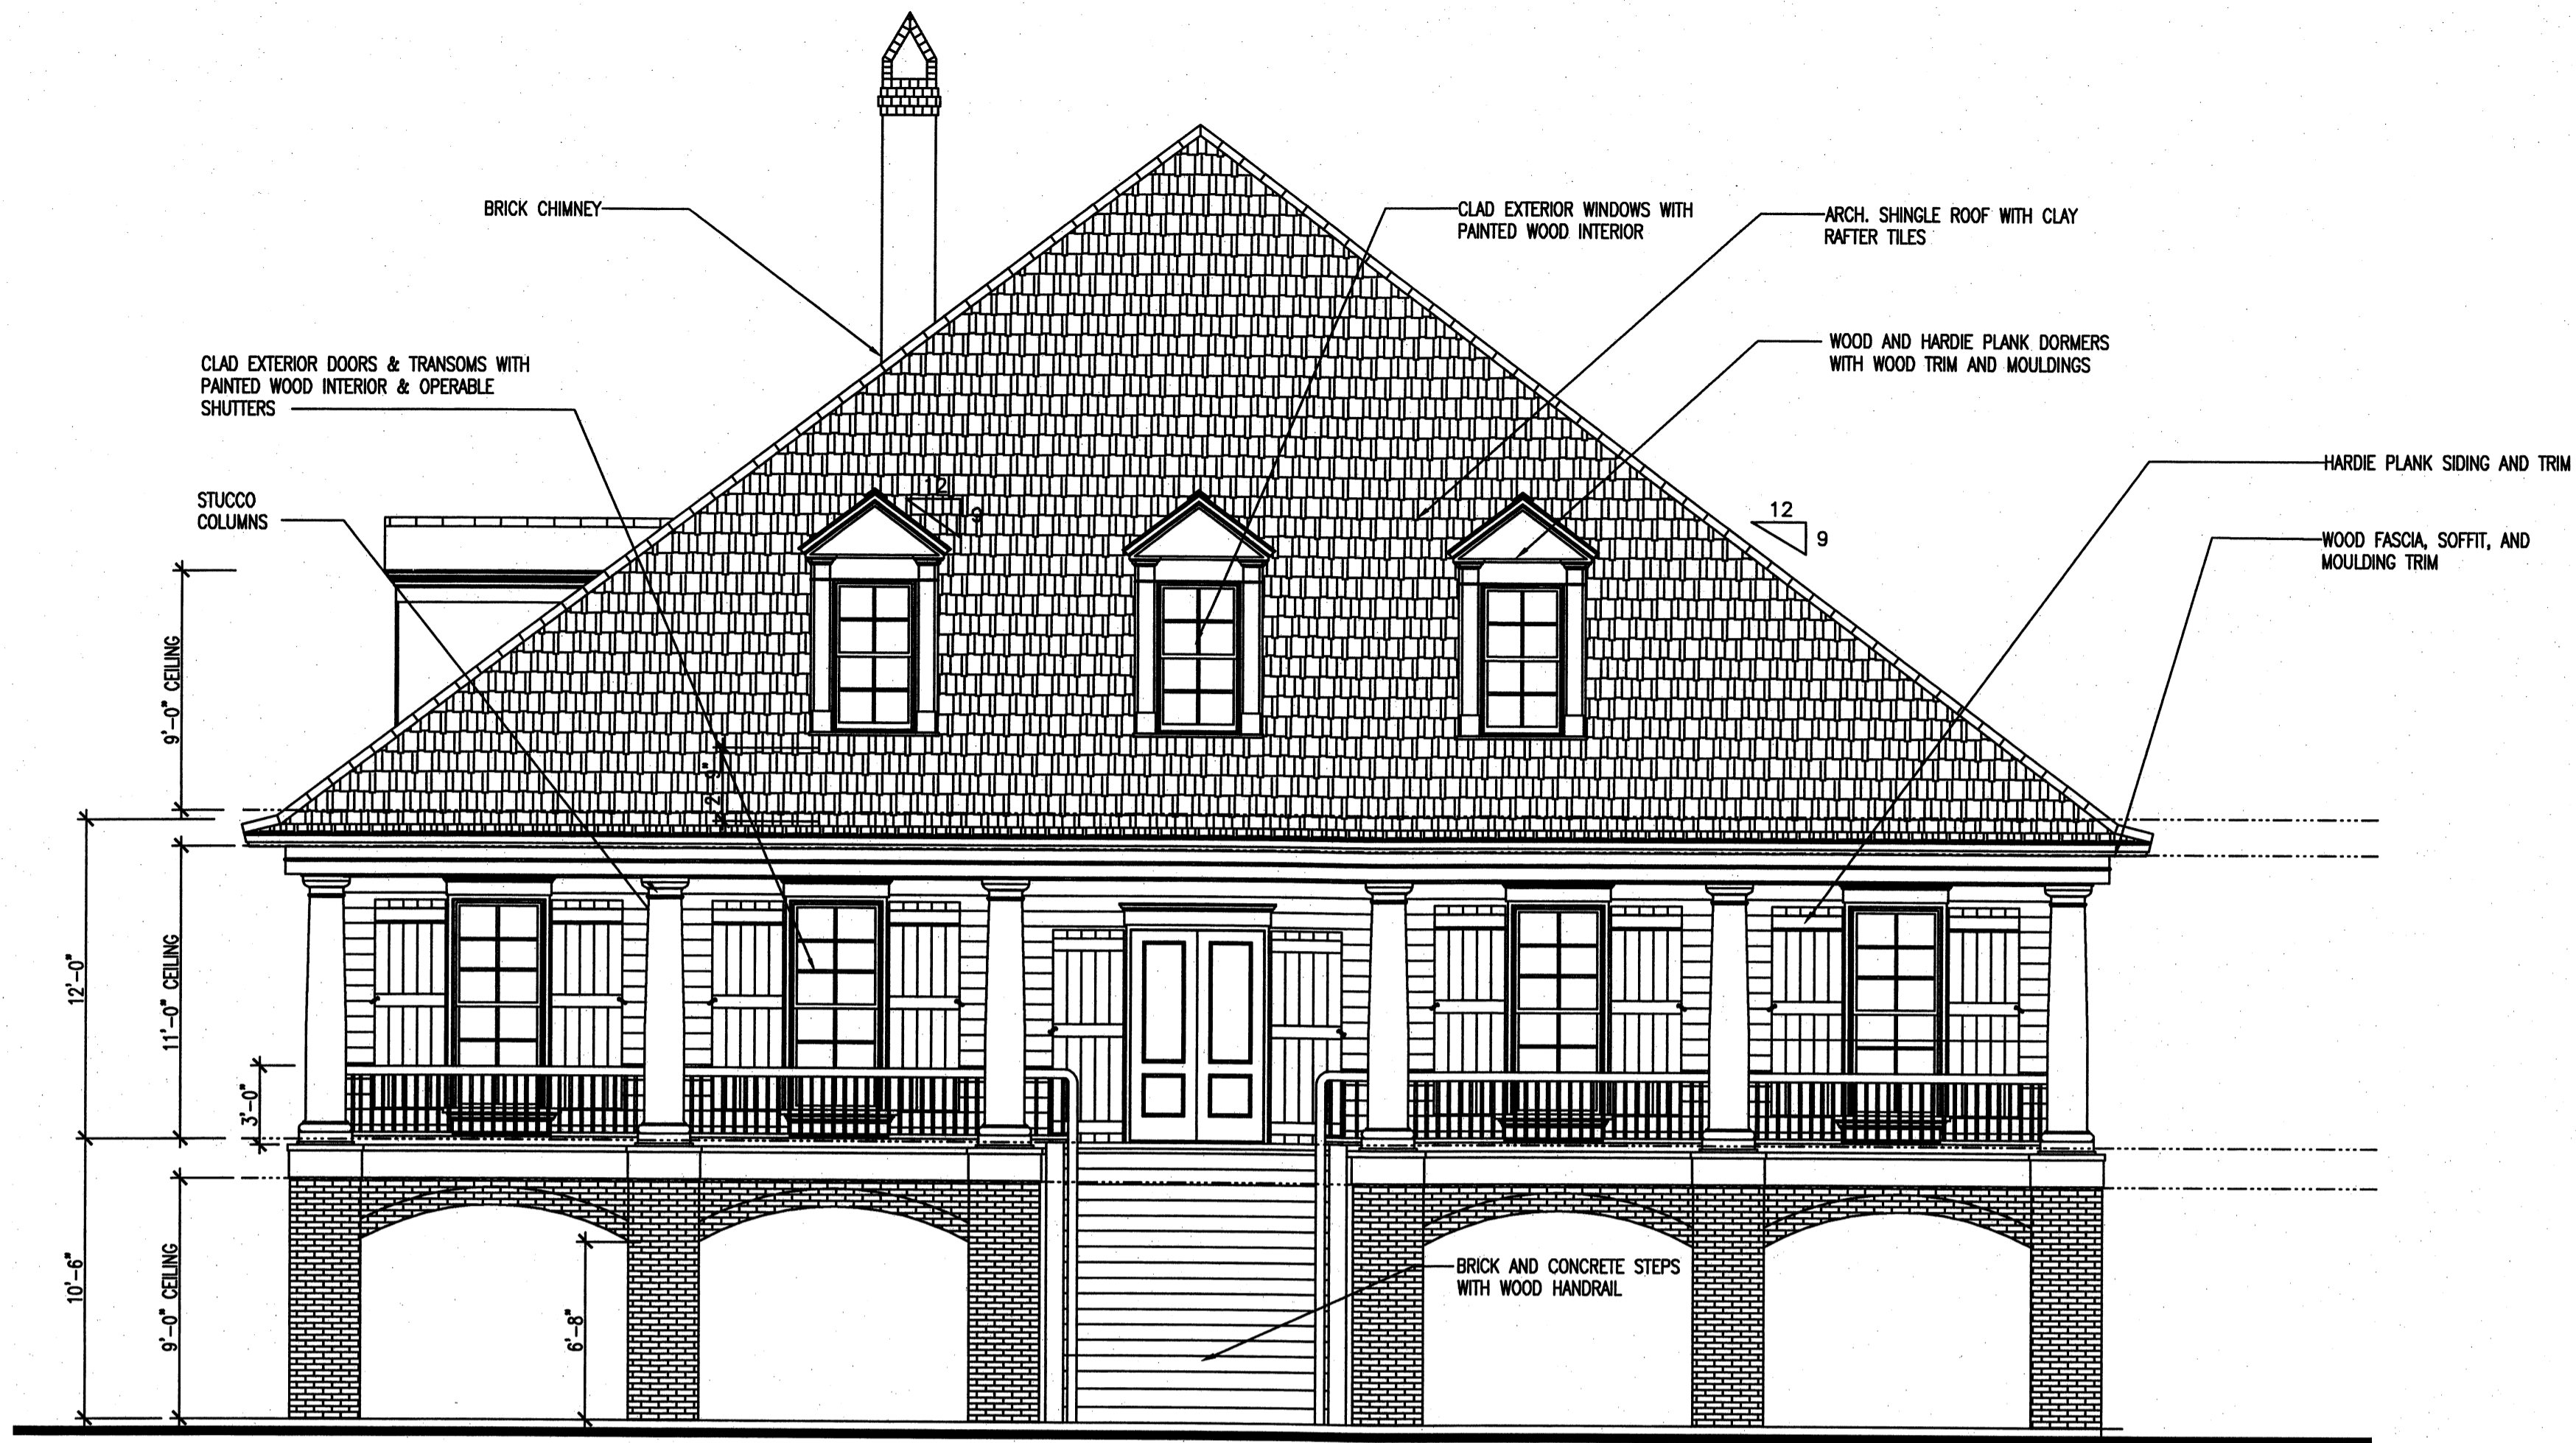 BRICK CHIMNEY
CLAD EXTERIOR WINDOWS WITH
PAINTED WOOD INTERIOR
ARCH. SHINGLE ROOF WITH CLAY
RAFTER TILES
WOOD AND HARDIE PLANK DORMERS
WITH WOOD TRIM AND MOULDINGS
CLAD EXTERIOR DOORS & TRANSOMS WITH
PAINTED WOOD INTERIOR & OPERABLE
SHUTTERS
HARDIE PLANK SIDING AND TRIM
STUCCO
COLUMNS
12
9
12
9
WOOD FASCIA, SOFFIT, AND
MOULDING TRIM
9'-0" CEILING
12'-0"
11'-0" CEILING
3'-0"
10'-6"
9'-0" CEILING
6'-8"
BRICK AND CONCRETE STEPS
WITH WOOD HANDRAIL